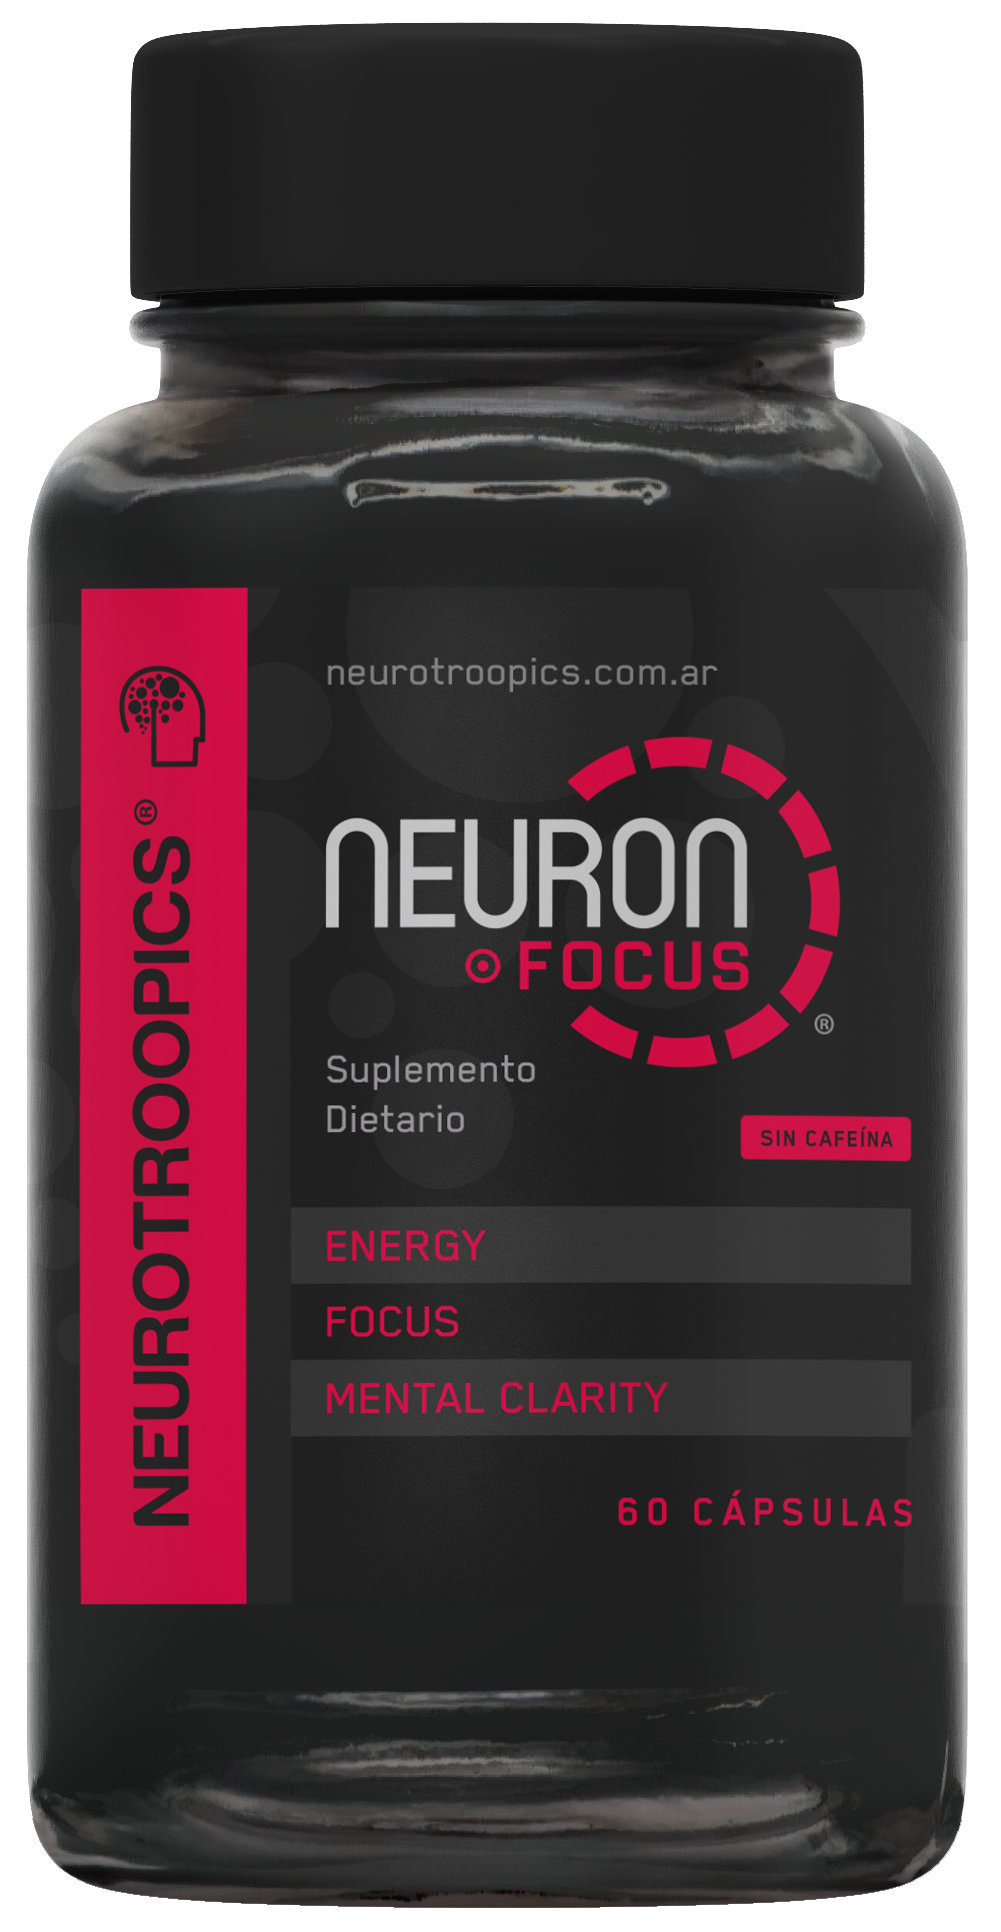 neurotroopics.com.ar
NEURON
FOCUS
®
Suplemento
Dietario
SIN CAFEÍNA
ENERGY
FOCUS
MENTAL CLARITY
60 CÁPSULAS
NEUROTROOPICS®